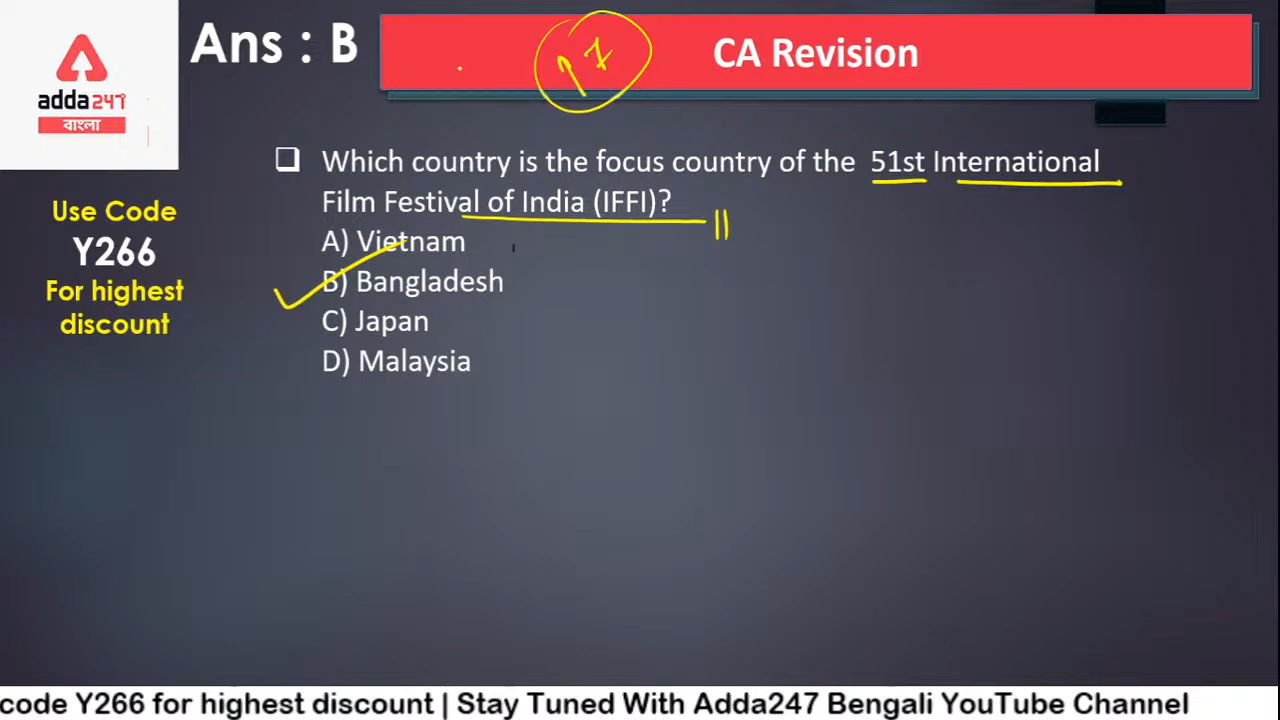 Ans : B
CA Revision
adda247
বাংলা
Use Code
Y266
For highest
discount
❑ Which country is the focus country of the 51st International
Film Festival of India (IFFI)?
A) Vietnam
B) Bangladesh
C) Japan
D) Malaysia
code Y266 for highest discount | Stay Tuned With Adda247 Bengali YouTube Channel